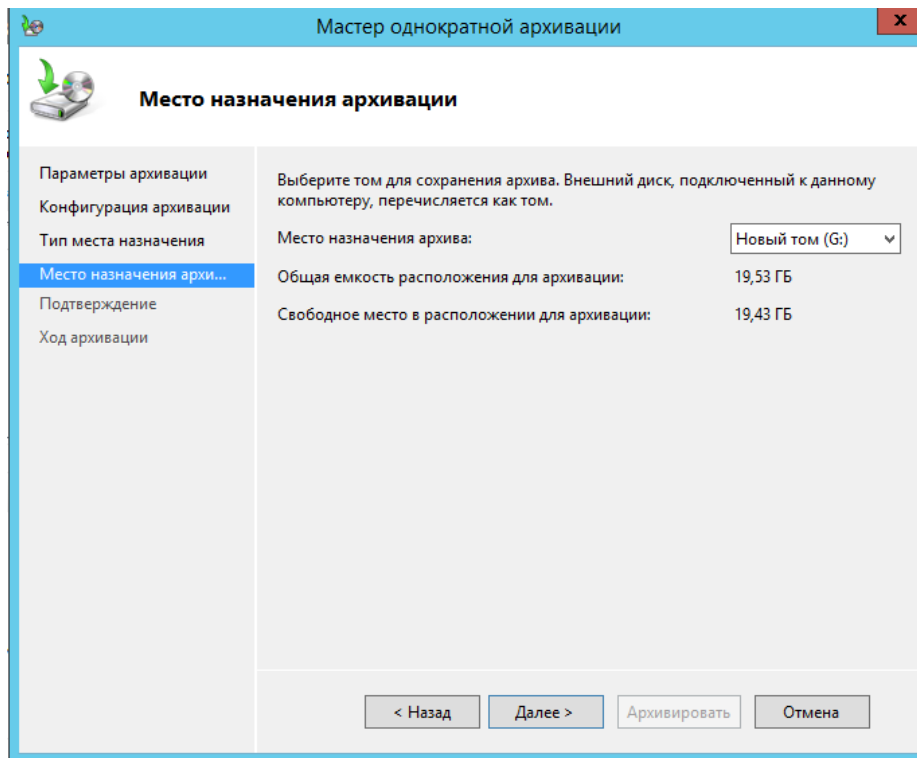 Мастер однократной архивации
x
Место назначения архивации
Параметры архивации
Конфигурация архивации
Тип места назначения
Место назначения архи...
Подтверждение
Ход архивации
Выберите том для сохранения архива. Внешний диск, подключенный к данному
компьютеру, перечисляется как том.
Место назначения архива: Новый том (G:)
Общая емкость расположения для архивации: 19,53 ГБ
Свободное место в расположении для архивации: 19,43 ГБ
< Назад Далее > Архивировать Отмена